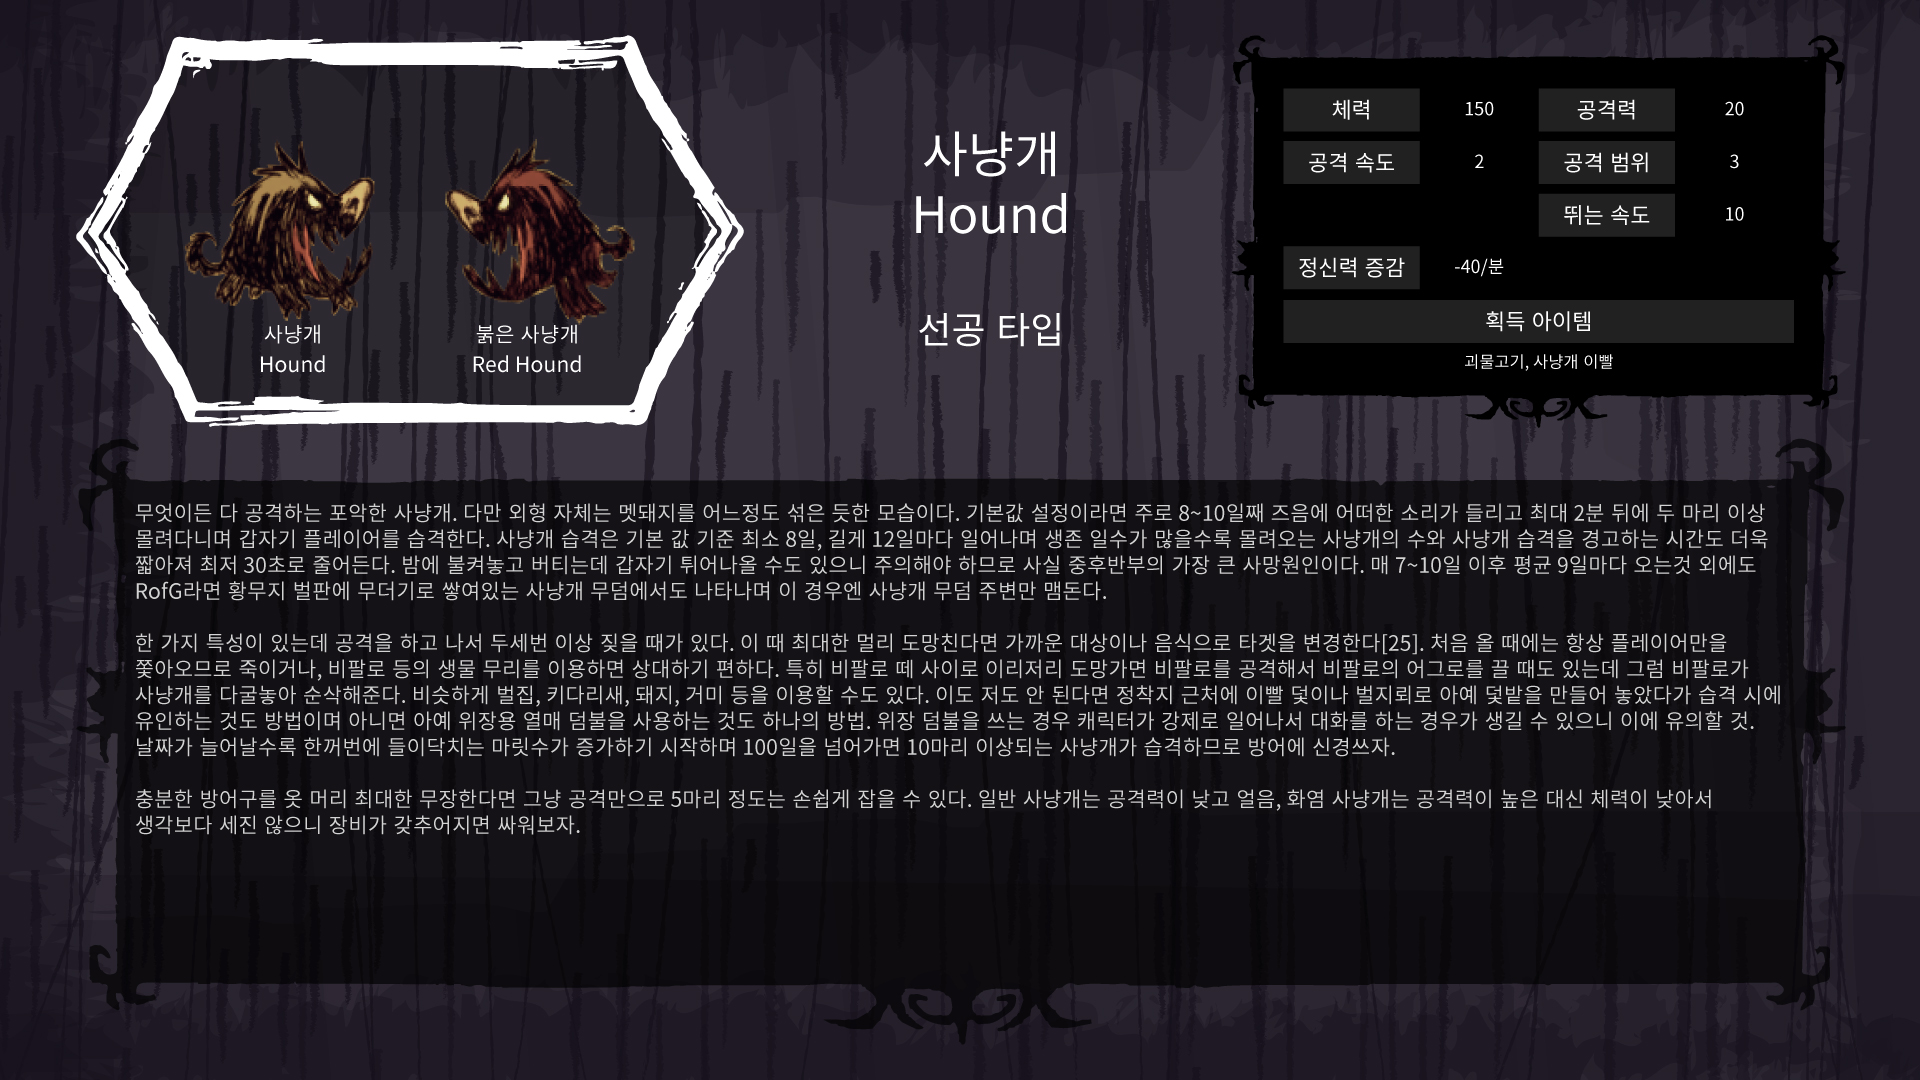 사냥개
Hound
붉은 사냥개
Red Hound
사냥개
Hound
선공 타입
체력 150 공격력 20
공격 속도 2 공격 범위 3
뛰는 속도 10
정신력 증감 -40/분
획득 아이템
괴물고기, 사냥개 이빨
무엇이든 다 공격하는 포악한 사냥개. 다만 외형 자체는 멧돼지를 어느정도 섞은 듯한 모습이다. 기본값 설정이라면 주로 8~10일째 즈음에 어떠한 소리가 들리고 최대 2분 뒤에 두 마리 이상
몰려다니며 갑자기 플레이어를 습격한다. 사냥개 습격은 기본 값 기준 최소 8일, 길게 12일마다 일어나며 생존 일수가 많을수록 몰려오는 사냥개의 수와 사냥개 습격을 경고하는 시간도 더욱
짧아져 최저 30초로 줄어든다. 밤에 불켜놓고 버티는데 갑자기 튀어나올 수도 있으니 주의해야 하므로 사실 중후반부의 가장 큰 사망원인이다. 매 7~10일 이후 평균 9일마다 오는것 외에도
RofG라면 황무지 벌판에 무더기로 쌓여있는 사냥개 무덤에서도 나타나며 이 경우엔 사냥개 무덤 주변만 맴돈다.
한 가지 특성이 있는데 공격을 하고 나서 두세번 이상 짖을 때가 있다. 이 때 최대한 멀리 도망친다면 가까운 대상이나 음식으로 타겟을 변경한다[25]. 처음 올 때에는 항상 플레이어만을
쫓아오므로 죽이거나, 비팔로 등의 생물 무리를 이용하면 상대하기 편하다. 특히 비팔로 떼 사이로 이리저리 도망가면 비팔로를 공격해서 비팔로의 어그로를 끌 때도 있는데 그럼 비팔로가
사냥개를 다굴놓아 순삭해준다. 비슷하게 벌집, 키다리새, 돼지, 거미 등을 이용할 수도 있다. 이도 저도 안 된다면 정착지 근처에 이빨 덫이나 벌지뢰로 아예 덫밭을 만들어 놓았다가 습격 시에
유인하는 것도 방법이며 아니면 아예 위장용 열매 덤불을 사용하는 것도 하나의 방법. 위장 덤불을 쓰는 경우 캐릭터가 강제로 일어나서 대화를 하는 경우가 생길 수 있으니 이에 유의할 것.
날짜가 늘어날수록 한꺼번에 들이닥치는 마릿수가 증가하기 시작하며 100일을 넘어가면 10마리 이상되는 사냥개가 습격하므로 방어에 신경쓰자.
충분한 방어구를 옷 머리 최대한 무장한다면 그냥 공격만으로 5마리 정도는 손쉽게 잡을 수 있다. 일반 사냥개는 공격력이 낮고 얼음, 화염 사냥개는 공격력이 높은 대신 체력이 낮아서
생각보다 세진 않으니 장비가 갖추어지면 싸워보자.